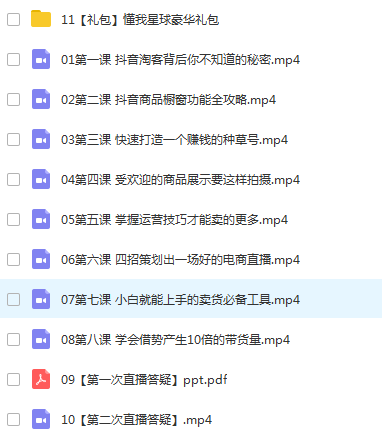 11【礼包】懂我星球豪华礼包
01第一课 抖音淘客背后你不知道的秘密.mp4
02第二课 抖音商品橱窗功能全攻略.mp4
03第三课 快速打造一个赚钱的种草号.mp4
04第四课 受欢迎的商品展示要这样拍摄.mp4
05第五课 掌握运营技巧才能卖的更多.mp4
06第六课 四招策划出一场好的电商直播.mp4
07第七课 小白就能上手的卖货必备工具.mp4
08第八课 学会借势产生10倍的带货量.mp4
09【第一次直播答疑】ppt.pdf
10【第二次直播答疑】.mp4